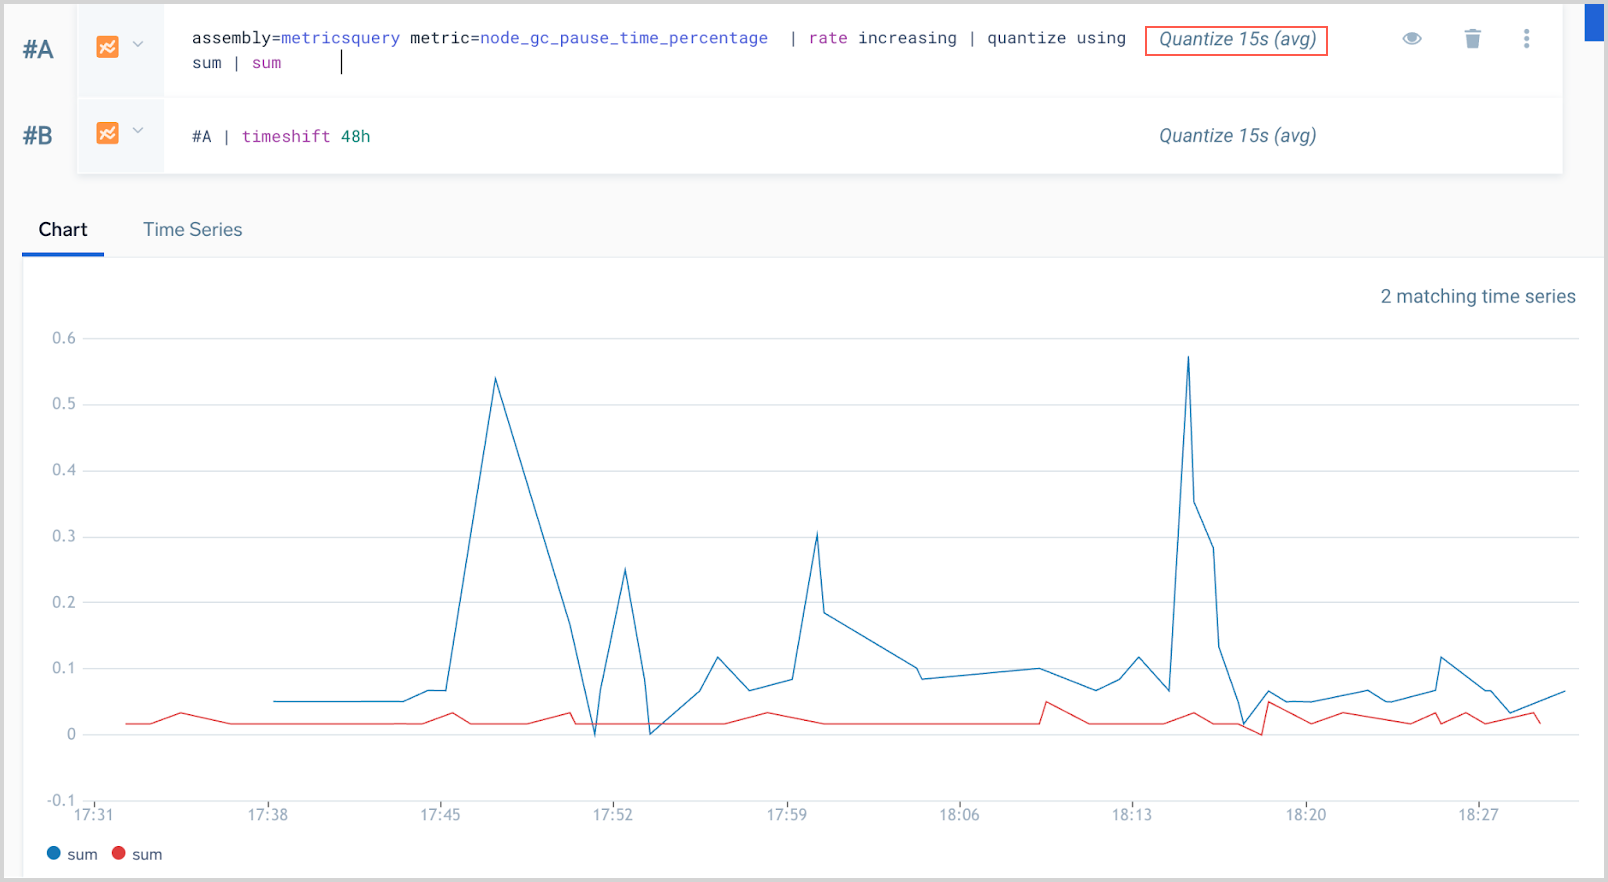 #A
assembly=metricsquery metric=node_gc_pause_time_percentage | rate increasing | quantize using
sum | sum
Quantize 15s (avg)
#B
#A | timeshift 48h
Quantize 15s (avg)
Chart
Time Series
2 matching time series
0.6
0.5
0.4
0.3
0.2
0.1
0
-0.1
17:31 17:38 17:45 17:52 17:59 18:06 18:13 18:20 18:27
sum sum